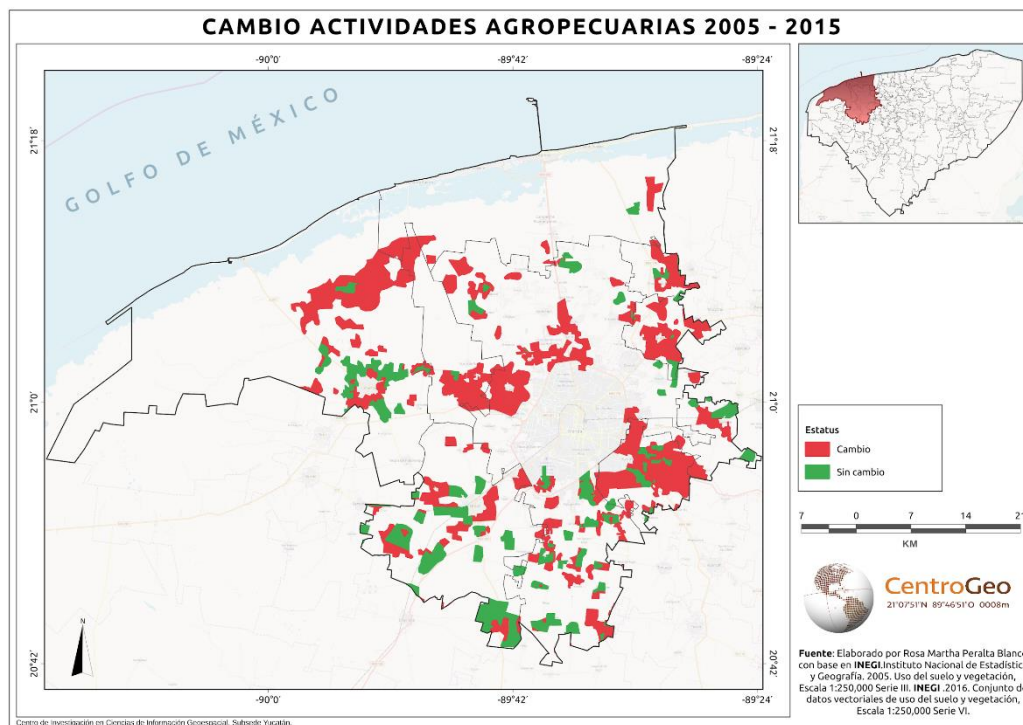 CAMBIO ACTIVIDADES AGROPECUARIAS 2005 - 2015
-90°0' -89°42' -89°24'
21°18'
21°18'
GOLFO DE MÉXICO
21°0'
21°0'
20°42'
20°42'
N
Estatus
Cambio
Sin cambio
7 0 7 14 21
KM
CentroGeo
21°07'51"N 89°46'51"O 0008m
Fuente: Elaborado por Rosa Martha Peralta Blanco
con base en INEGI.Instituto Nacional de Estadística
y Geografía. 2005. Uso del suelo y vegetación,
Escala 1:250,000 Serie III. INEGI .2016. Conjunto de
datos vectoriales de uso del suelo y vegetación,
Escala 1:250,000 Serie VI.
-90°0' -89°42' -89°24'
Centro de Investigación en Ciencias de Información Geoespacial, Subsede Yucatán.